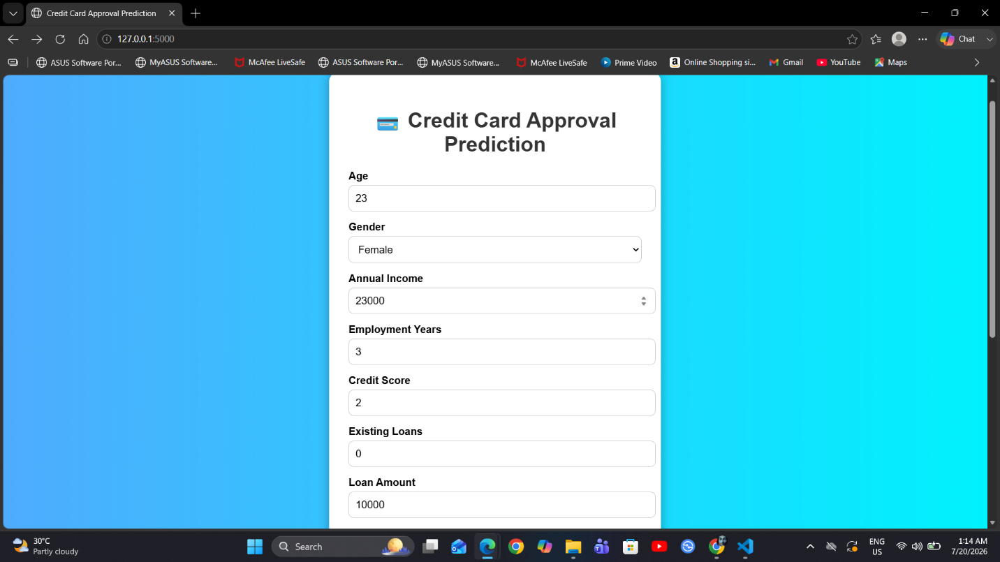 Credit Card Approval Prediction
127.0.0.1:5000
Chat
ASUS Software Por...
MyASUS Software...
McAfee LiveSafe
ASUS Software Por...
MyASUS Software...
McAfee LiveSafe
Prime Video
Online Shopping si...
Gmail
YouTube
Maps
Credit Card Approval
Prediction
Age
23
Gender
Female
Annual Income
23000
Employment Years
3
Credit Score
2
Existing Loans
0
Loan Amount
10000
30°C
Partly cloudy
Search
ENG
US
1:14 AM
7/20/2026